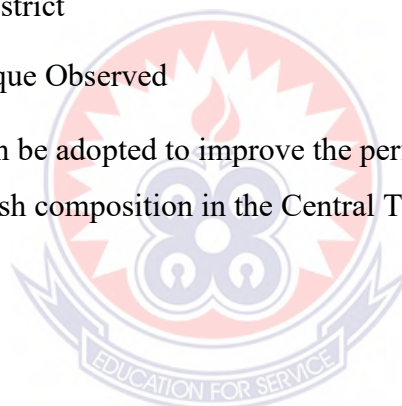 strict
que Observed
n be adopted to improve the per
sh composition in the Central T
EDUCATION FOR SERVICE